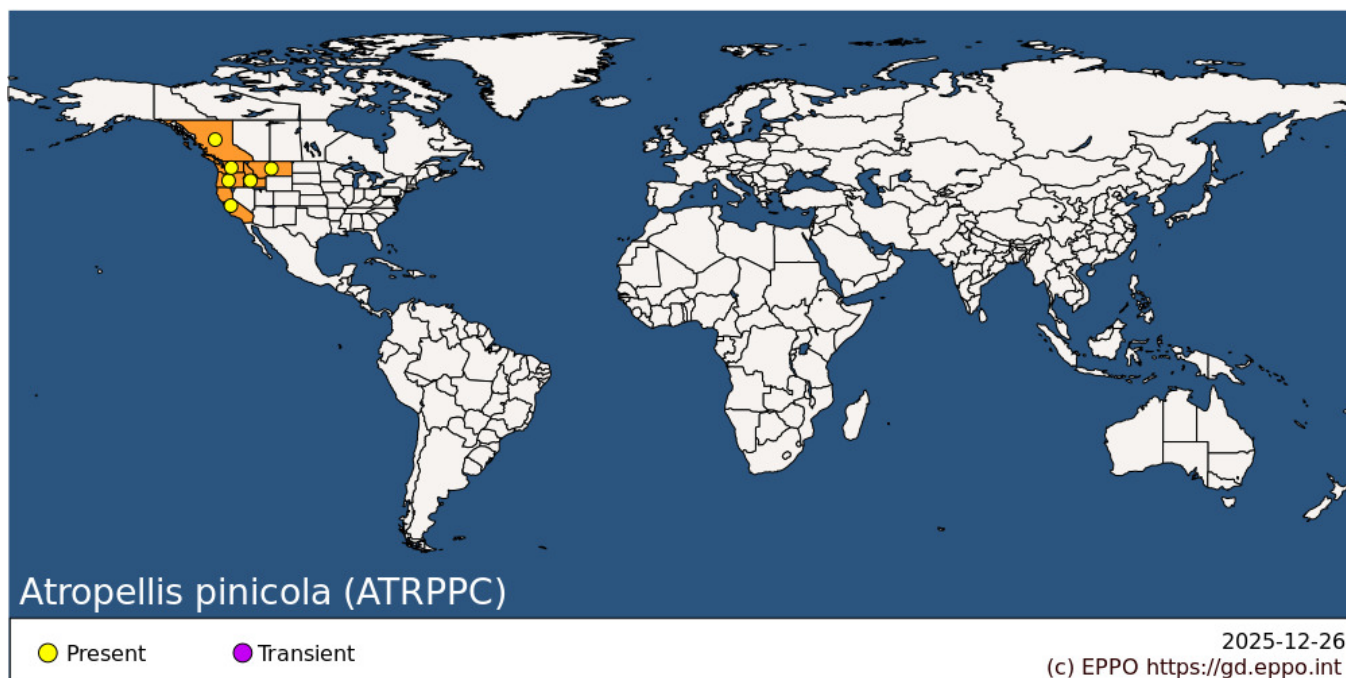 Atropellis pinicola (ATRPPC)
Present
Transient
2025-12-26
(c) EPPO https://gd.eppo.int